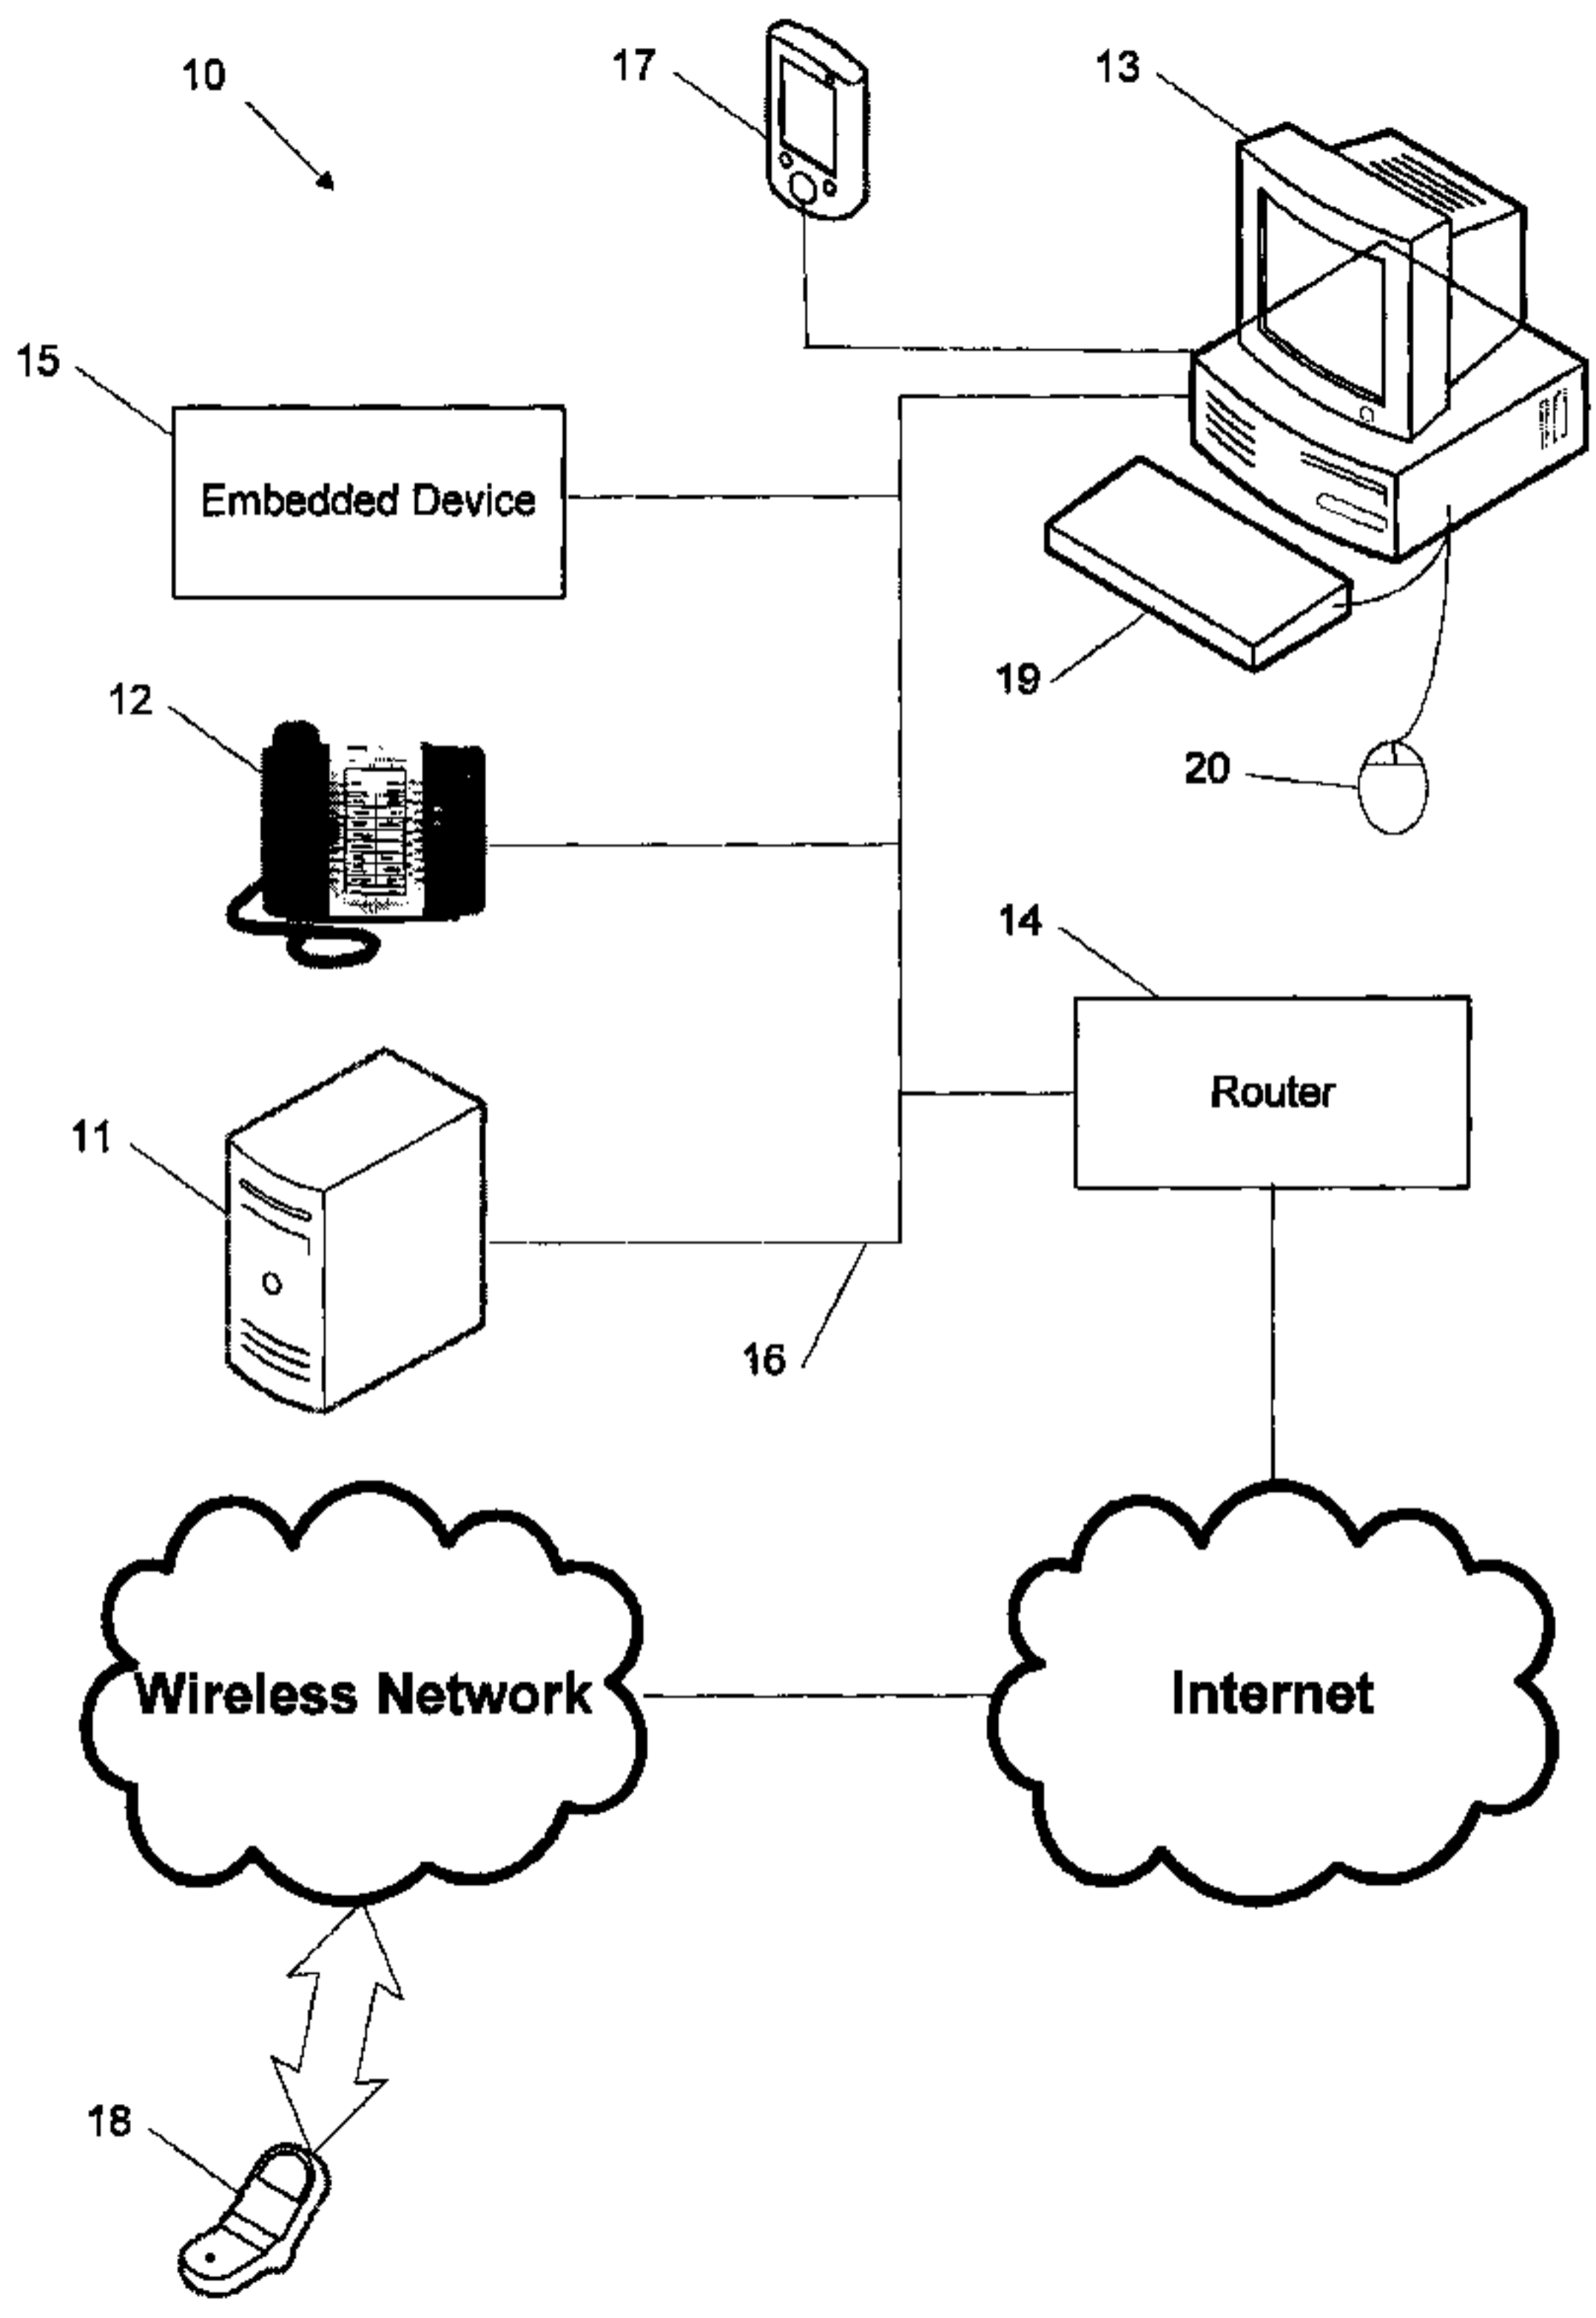 10
17
13
15
Embedded Device
19
12
20
14
Router
11
16
Wireless Network
Internet
18